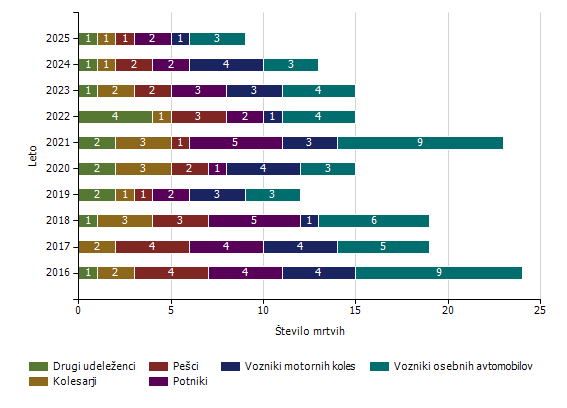 2025 1 1 1 2 1 3
2024 1 1 2 2 4 3
2023 1 2 2 3 3 4
2022 4 1 3 2 1 4
2021 2 3 1 5 3 9
2020 2 3 2 1 4 3
2019 2 1 1 2 3 3
2018 1 3 3 5 1 6
2017 2 4 4 4 5
2016 1 2 4 4 4 9
Leto
0 5 10 15 20 25
Število mrtvih
Drugi udeleženci Pešci Vozniki motornih koles Vozniki osebnih avtomobilov
Kolesarji Potniki